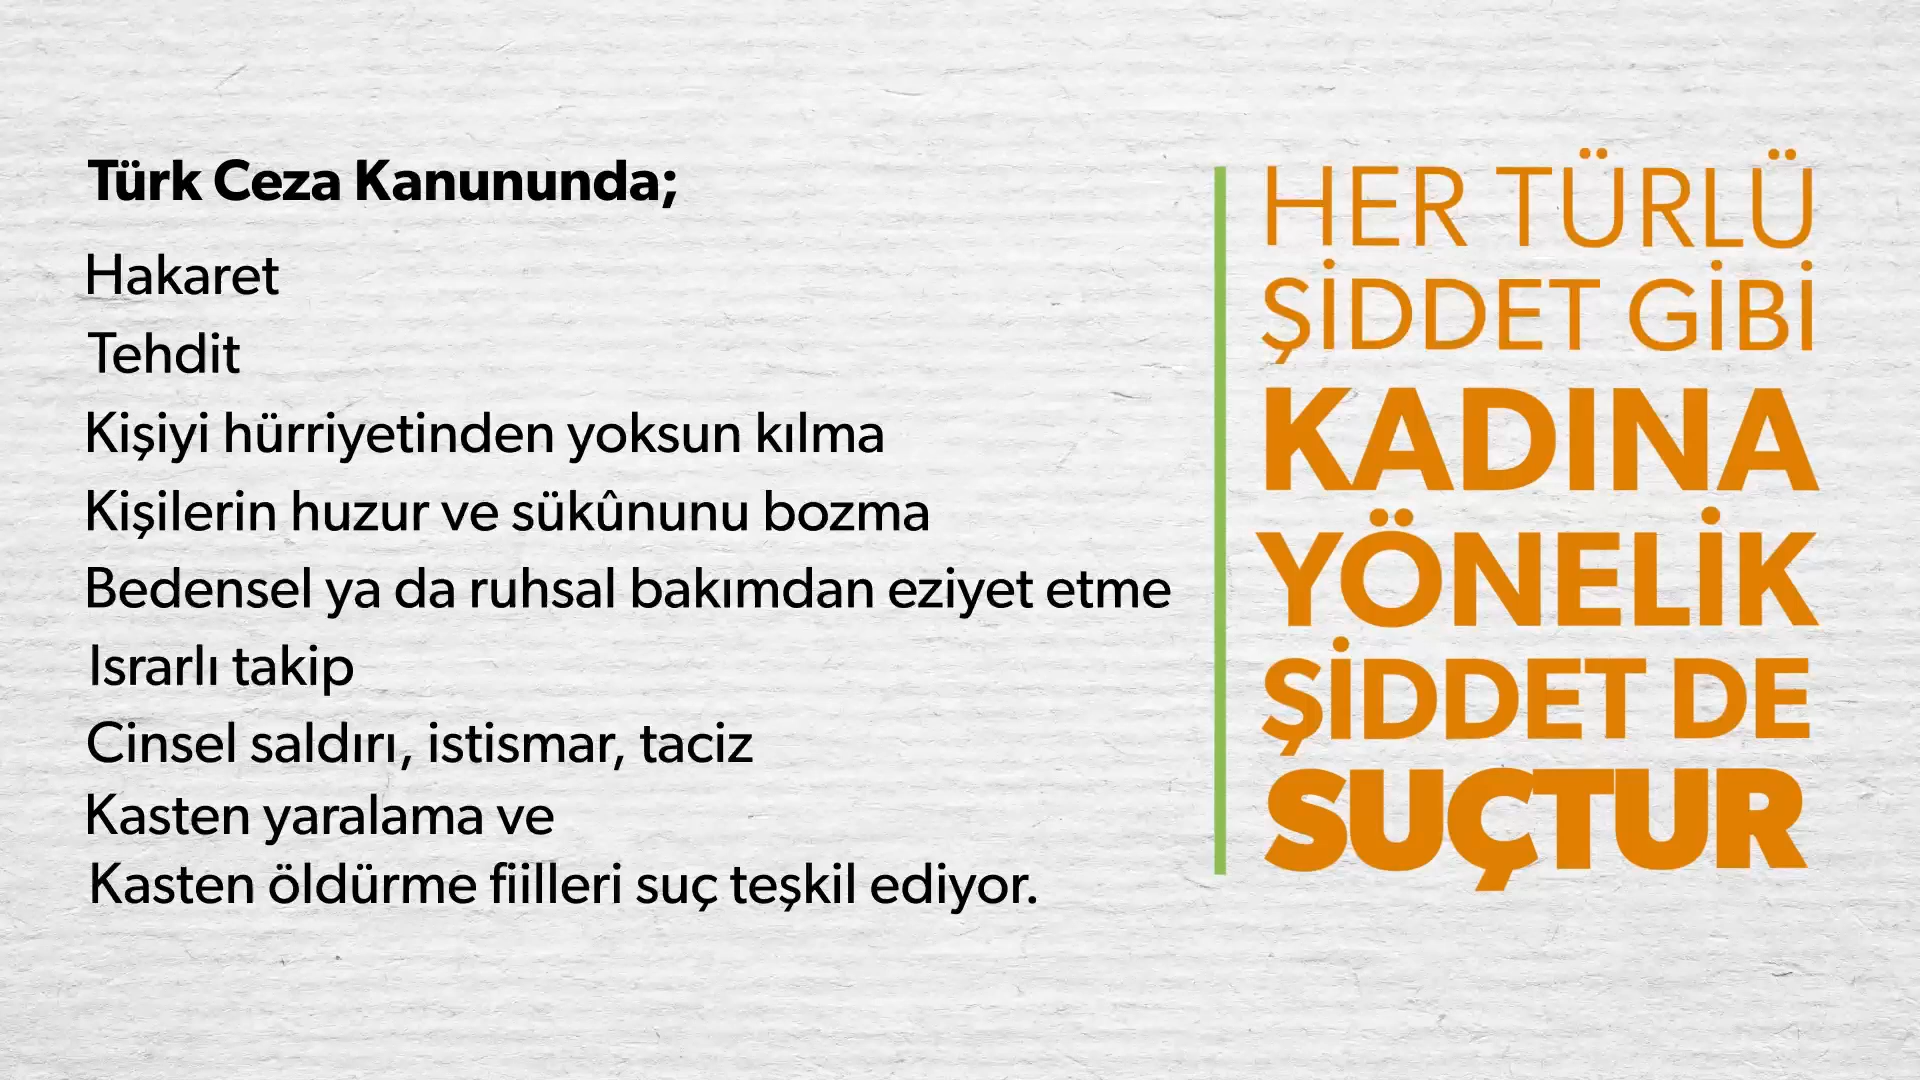 Türk Ceza Kanununda;
Hakaret
Tehdit
Kişiyi hürriyetinden yoksun kılma
Kişilerin huzur ve sükûnunu bozma
Bedensel ya da ruhsal bakımdan eziyet etme
Israrlı takip
Cinsel saldırı, istismar, taciz
Kasten yaralama ve
Kasten öldürme fiilleri suç teşkil ediyor.
HER TÜRLÜ
ŞİDDET GİBİ
KADINA
YÖNELİK
ŞİDDET DE
SUÇTUR